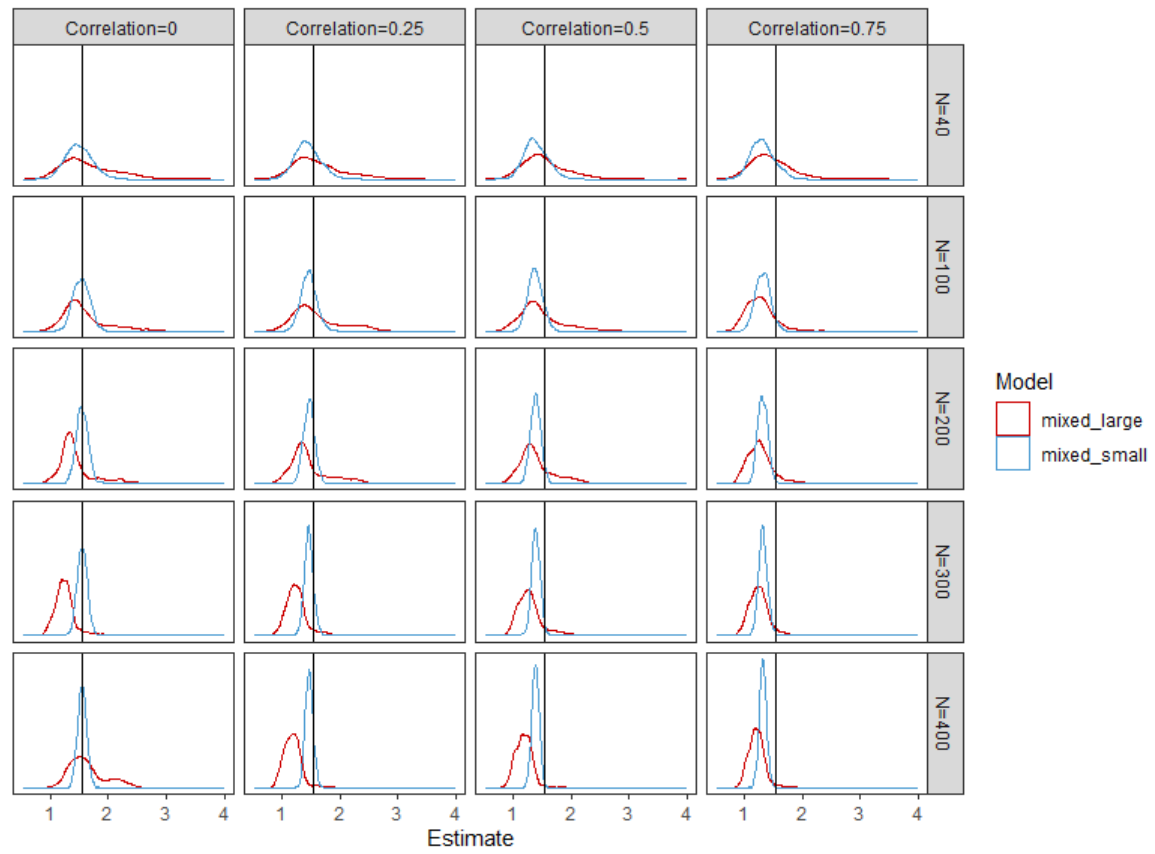 Correlation=0 Correlation=0.25 Correlation=0.5 Correlation=0.75
N=40
N=100
N=200
N=300
N=400
Model
mixed_large
mixed_small
1 2 3 4 1 2 3 4 1 2 3 4 1 2 3 4
Estimate